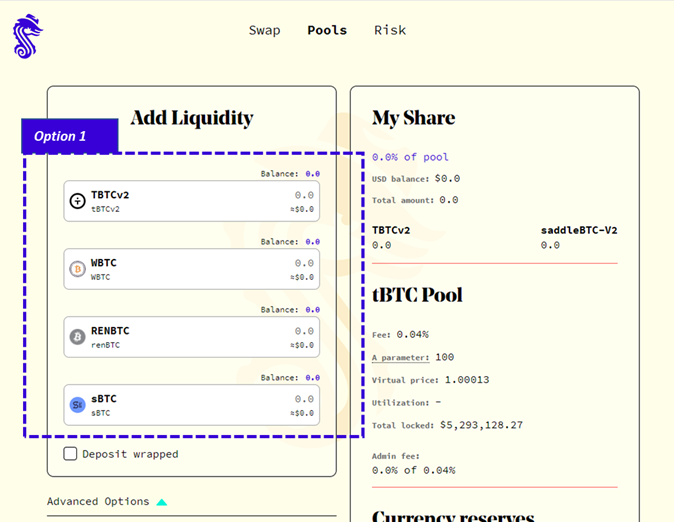 Swap Pools Risk
Add Liquidity
Option 1
Balance: 0.0
TBTCv2 0.0
tBTCv2 ≈$0.0
Balance: 0.0
WBTC 0.0
WBTC ≈$0.0
Balance: 0.0
RENBTC 0.0
renBTC ≈$0.0
Balance: 0.0
sBTC 0.0
sBTC ≈$0.0
Deposit wrapped
Advanced Options
My Share
0.0% of pool
USD balance: $0.0
Total amount: 0.0
TBTCv2 saddleBTC-V2
0.0 0.0
tBTC Pool
Fee: 0.04%
A parameter: 100
Virtual price: 1.00013
Utilization: -
Total locked: $5,293,128.27
Admin fee:
0.0% of 0.04%
Currency reserves